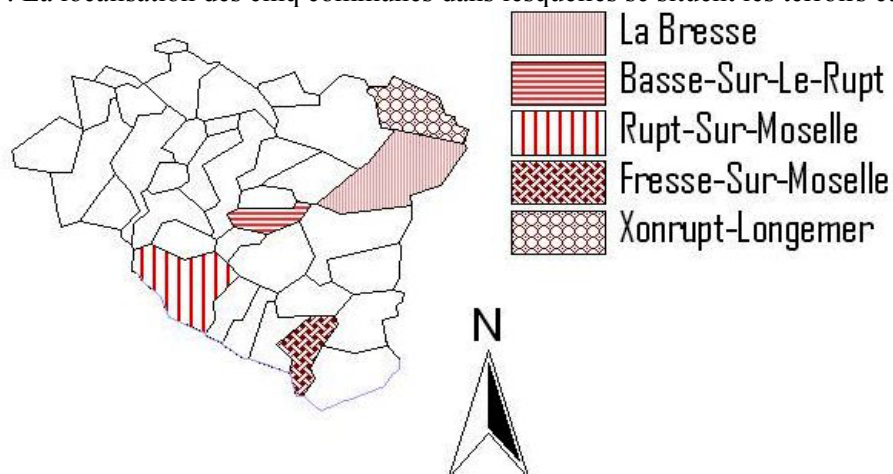 . La localisation des cinq communes dans lesquelles se situent les terroirs
La Bresse
Basse-Sur-Le-Rupt
Rupt-Sur-Moselle
Fresse-Sur-Moselle
Xonrupt-Longemer
N